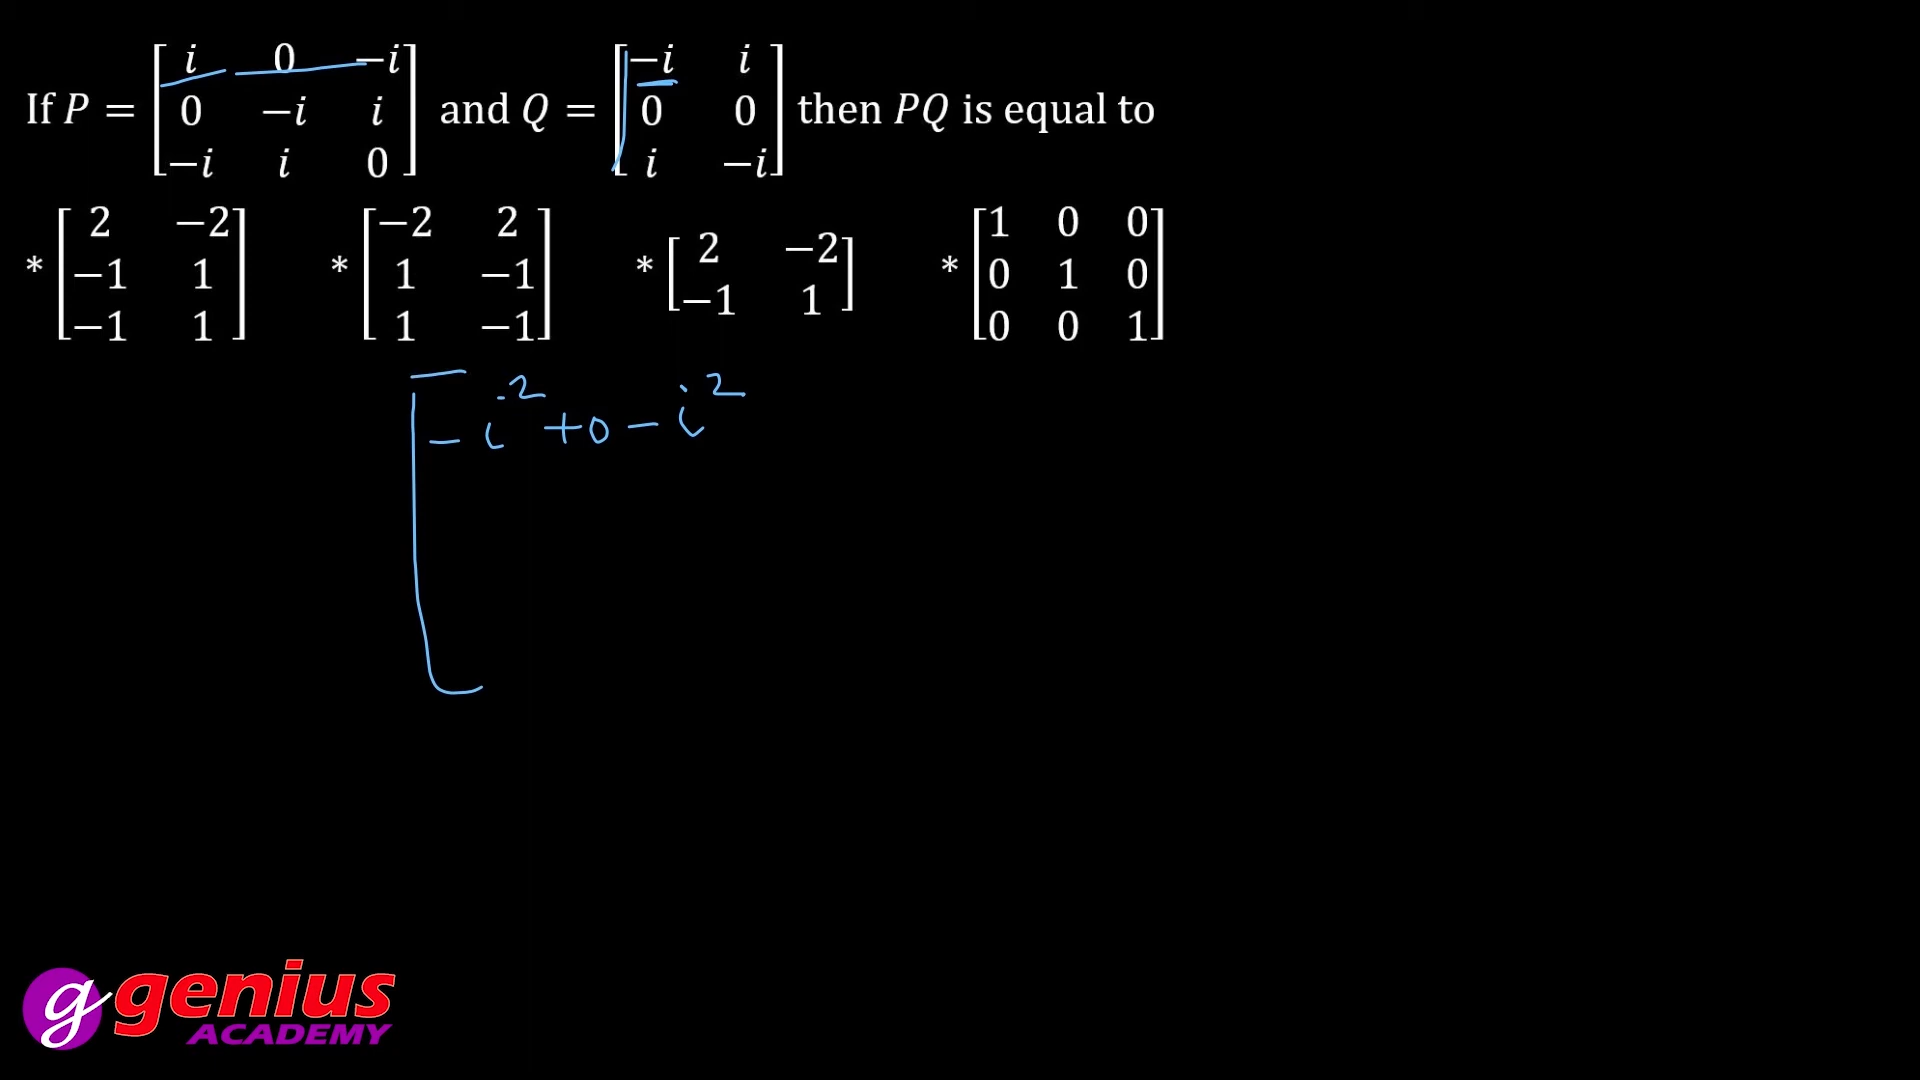 If P = [i 0 −i; 0 −i i; −i i 0] and Q = [−i i; 0 0; i −i] then PQ is equal to
* [2 −2; −1 1; −1 1] * [−2 2; 1 −1; 1 −1] * [2 −2; −1 1] * [1 0 0; 0 1 0; 0 0 1]
[−i² + 0 − i²
g genius
ACADEMY